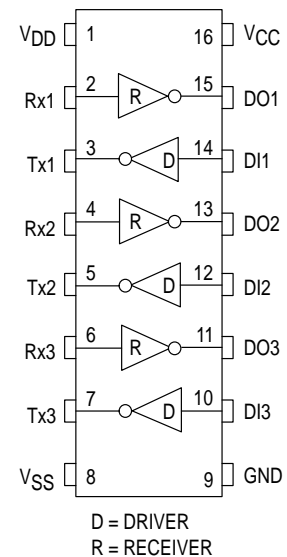 VDD 1 16 VCC
Rx1 2 R 15 DO1
Tx1 3 D 14 DI1
Rx2 4 R 13 DO2
Tx2 5 D 12 DI2
Rx3 6 R 11 DO3
Tx3 7 D 10 DI3
VSS 8 9 GND
D = DRIVER
R = RECEIVER